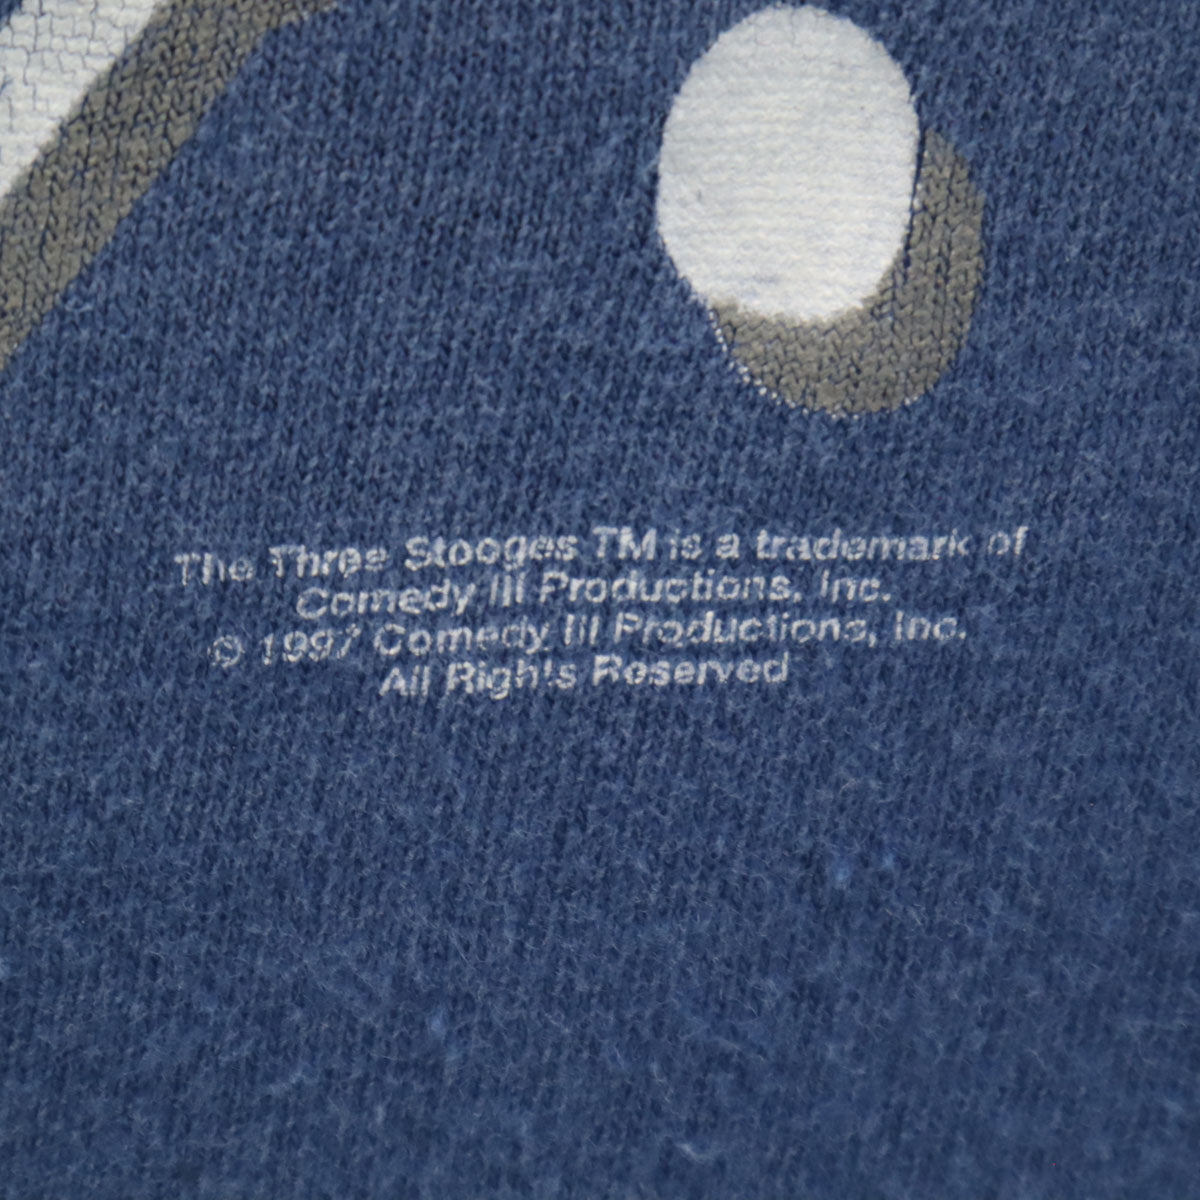 The Three Stooges TM is a trademark of
Comedy III Productions, Inc.
© 1997 Comedy III Productions, Inc.
All Rights Reserved